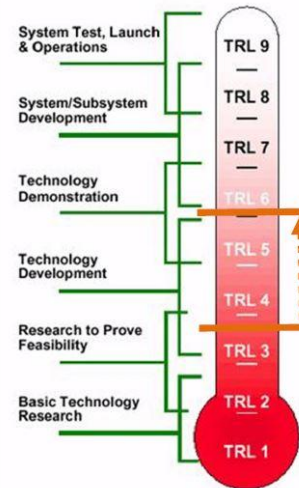 System Test, Launch
& Operations
System/Subsystem
Development
Technology
Demonstration
Technology
Development
Research to Prove
Feasibility
Basic Technology
Research
TRL 9
TRL 8
TRL 7
TRL 6
TRL 5
TRL 4
TRL 3
TRL 2
TRL 1